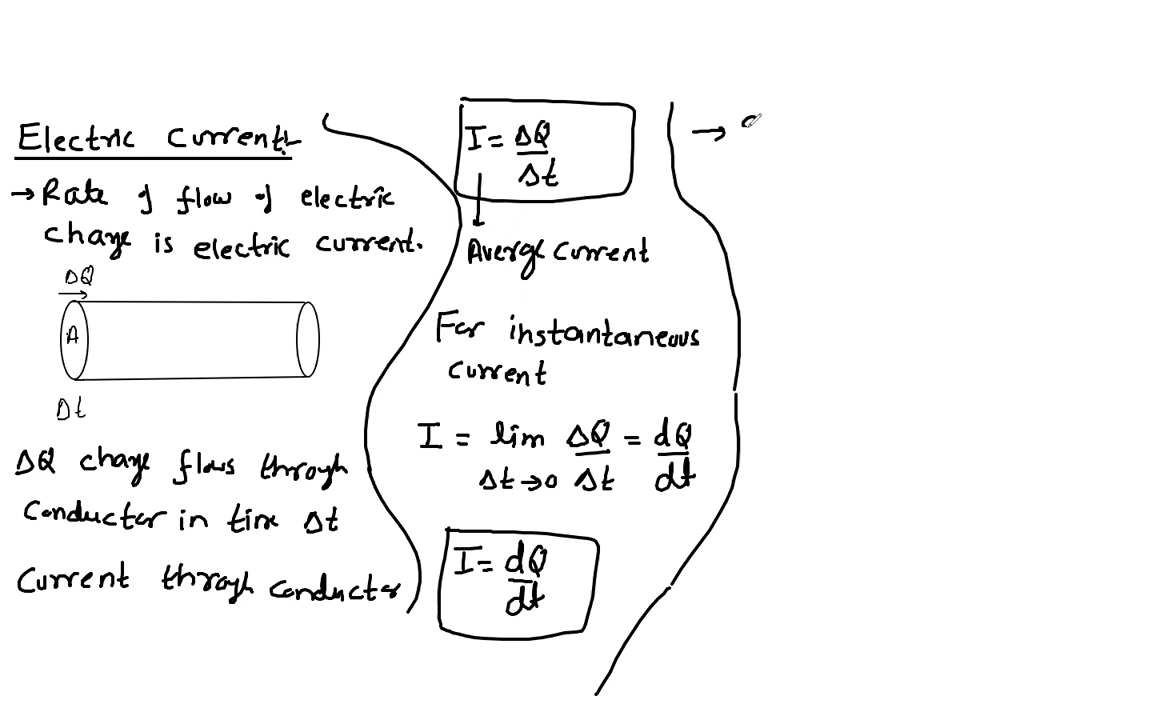 Electric Current:-
→ Rate of flow of electric
charge is electric current.
ΔQ
A
Δt
ΔQ charge flows through
Conductor in time Δt
Current through conductor
I = ΔQ/Δt
Average Current
For instantaneous
Current
I = lim ΔQ/Δt = dQ/dt
Δt→0
I = dQ/dt
→